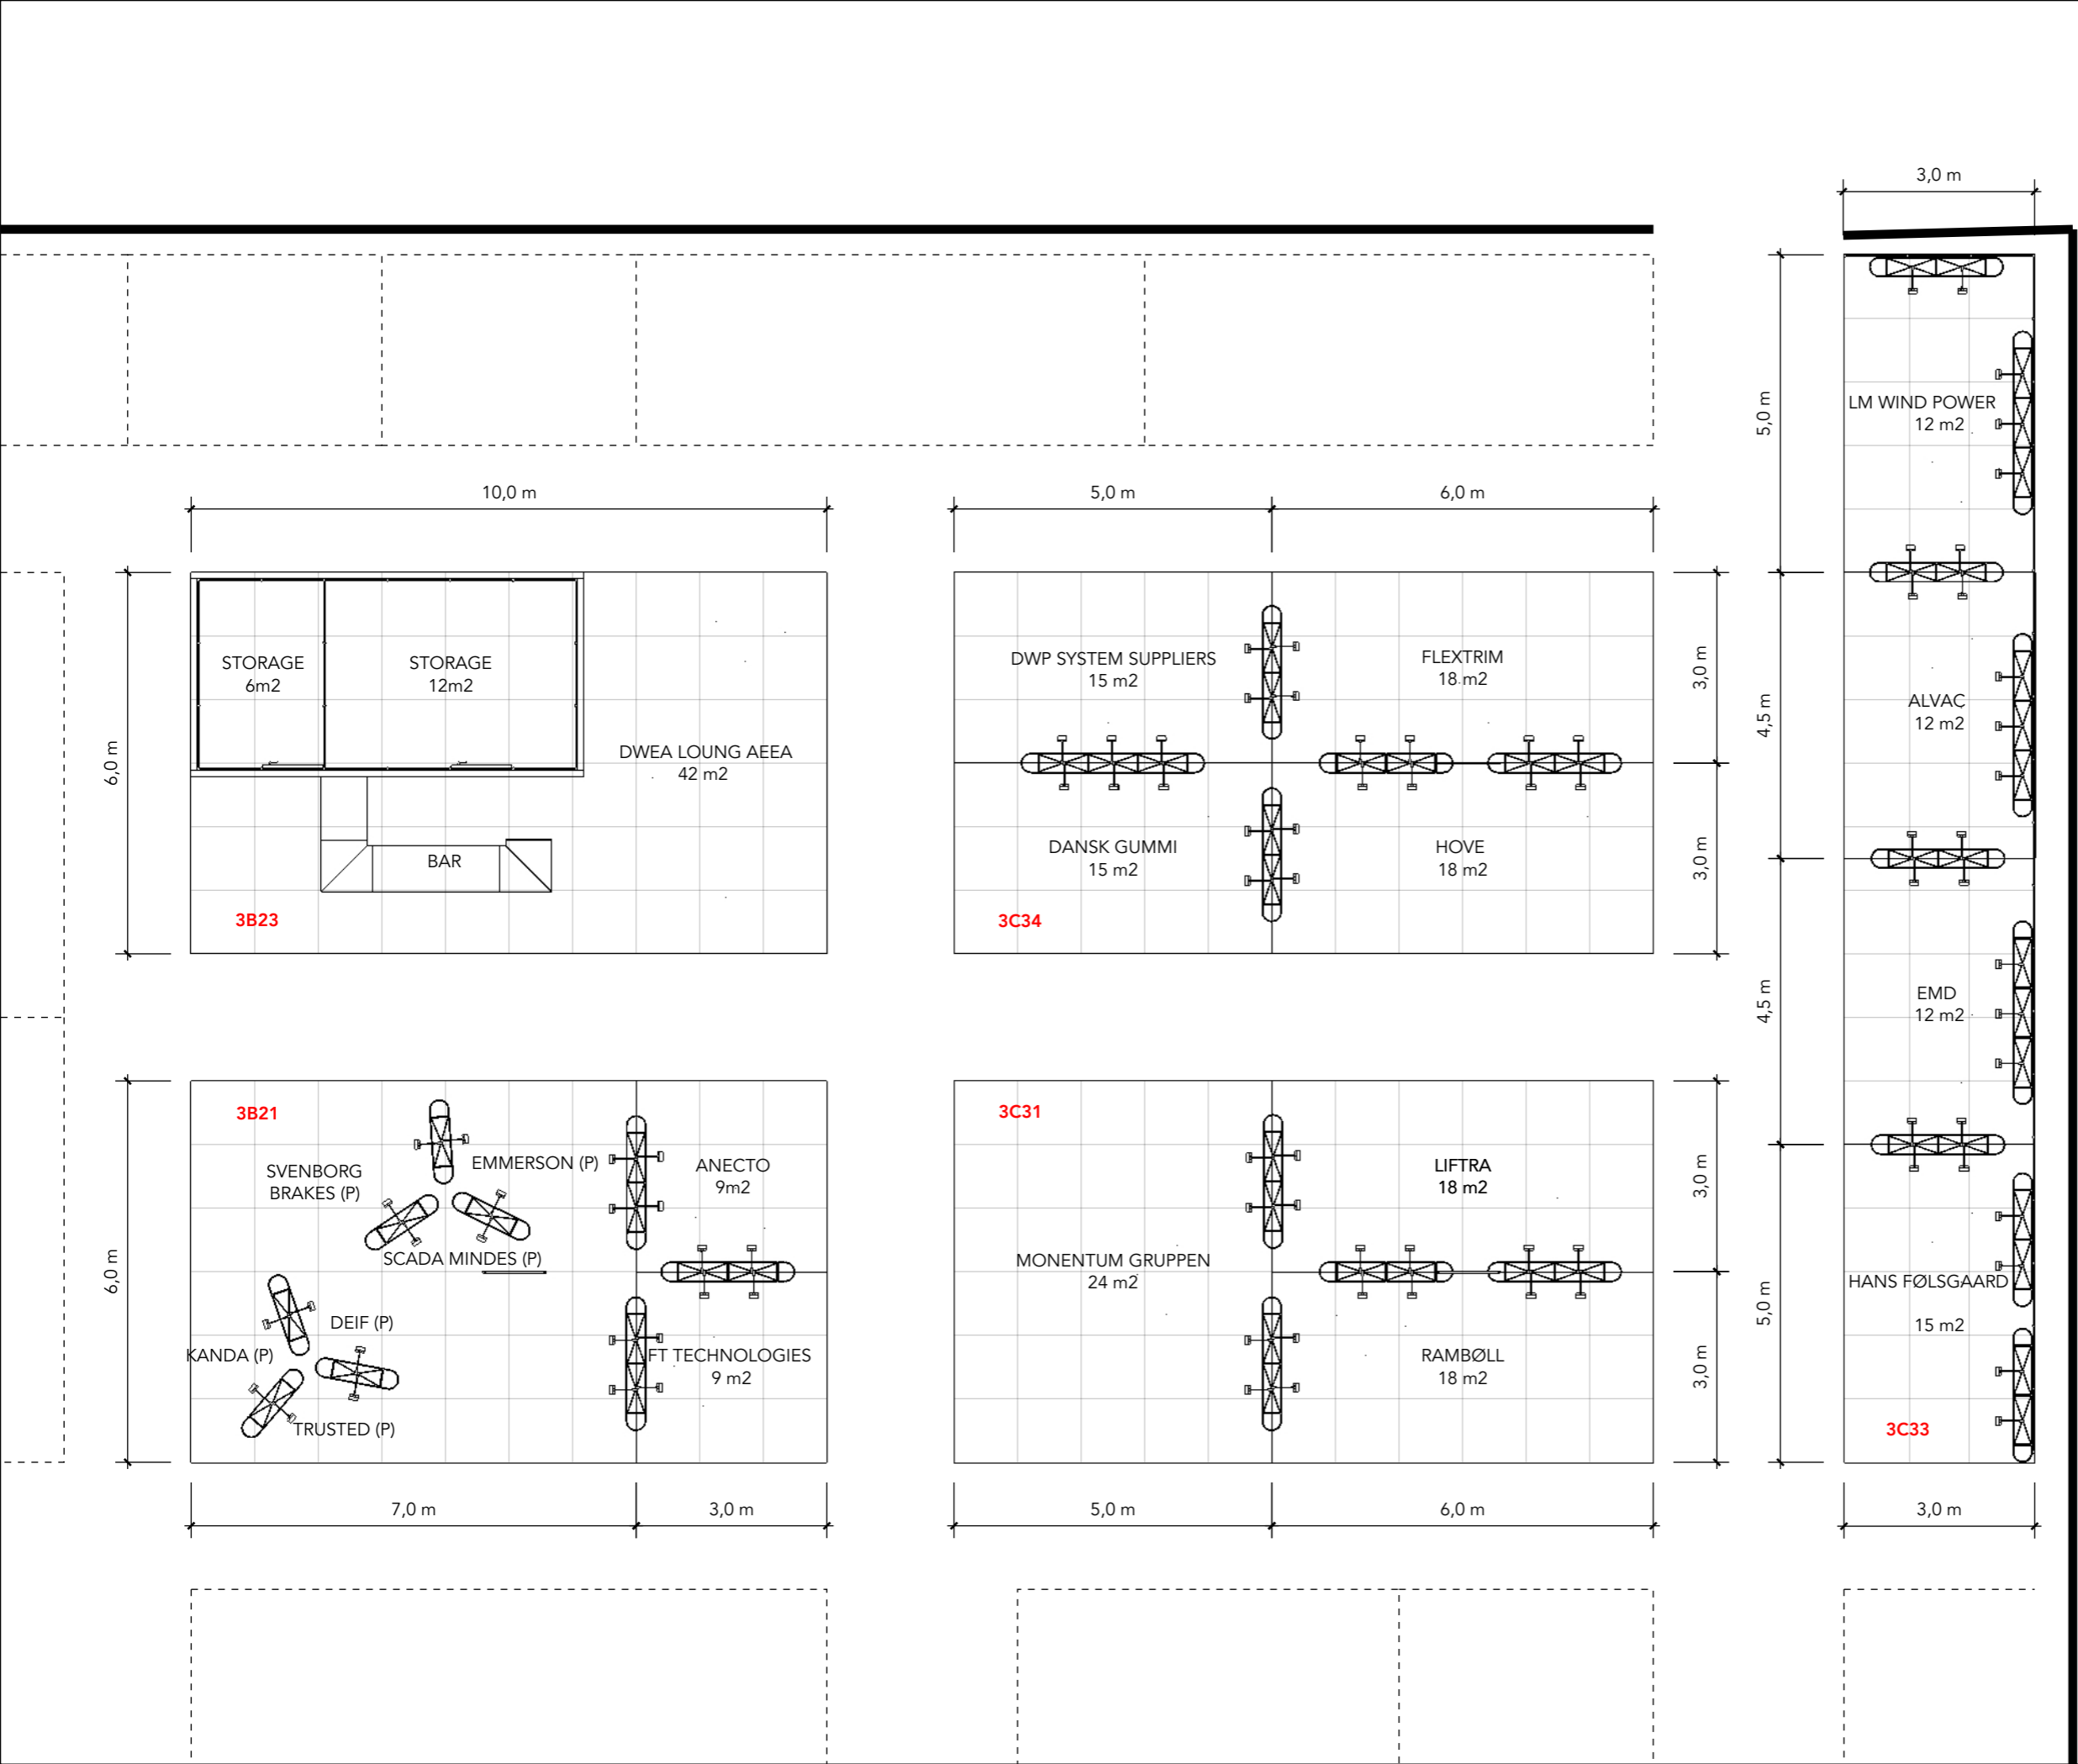 3,0 m
5,0 m
LM WIND POWER
12 m2
10,0 m
5,0 m
6,0 m
6,0 m
STORAGE
6m2
STORAGE
12m2
DWEA LOUNG AEEA
42 m2
BAR
3B23
DWP SYSTEM SUPPLIERS
15 m2
FLEXTRIM
18 m2
DANSK GUMMI
15 m2
HOVE
18 m2
3C34
3,0 m
3,0 m
4,5 m
ALVAC
12 m2
4,5 m
EMD
12 m2
6,0 m
3B21
SVENBORG
BRAKES (P)
EMMERSON (P)
SCADA MINDES (P)
DEIF (P)
KANDA (P)
TRUSTED (P)
ANECTO
9m2
FT TECHNOLOGIES
9 m2
3C31
MONENTUM GRUPPEN
24 m2
LIFTRA
18 m2
RAMBØLL
18 m2
3,0 m
3,0 m
5,0 m
HANS FØLSGAARD
15 m2
3C33
7,0 m
3,0 m
5,0 m
6,0 m
3,0 m